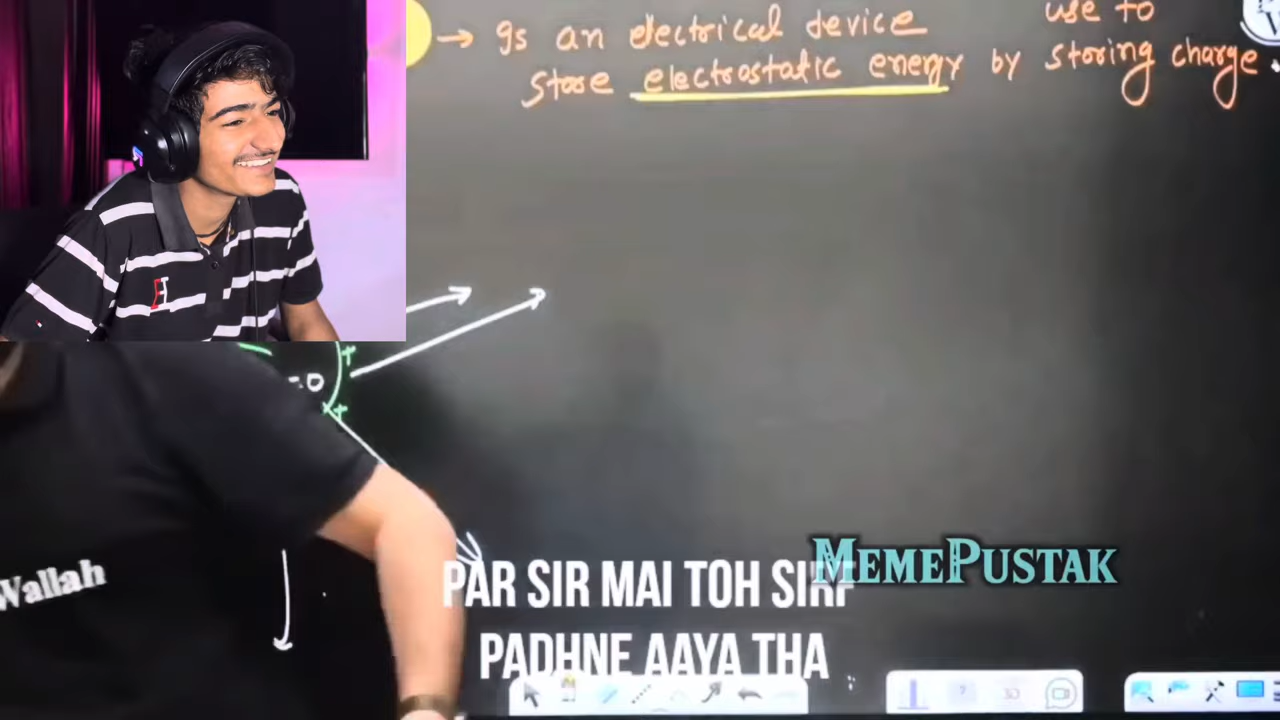 → Is an electrical device use to
store electrostatic energy by storing charge.
=0
Wallah
MEMEPUSTAK
PAR SIR MAI TOH SIRF
PADHNE AAYA THA